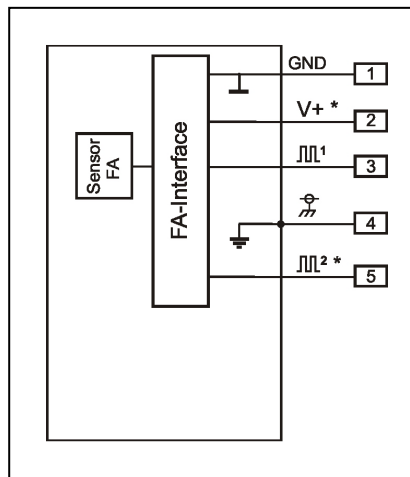 GND
1
V+ *
2
1
3
4
2 *
5
Sensor
FA
FA-Interface